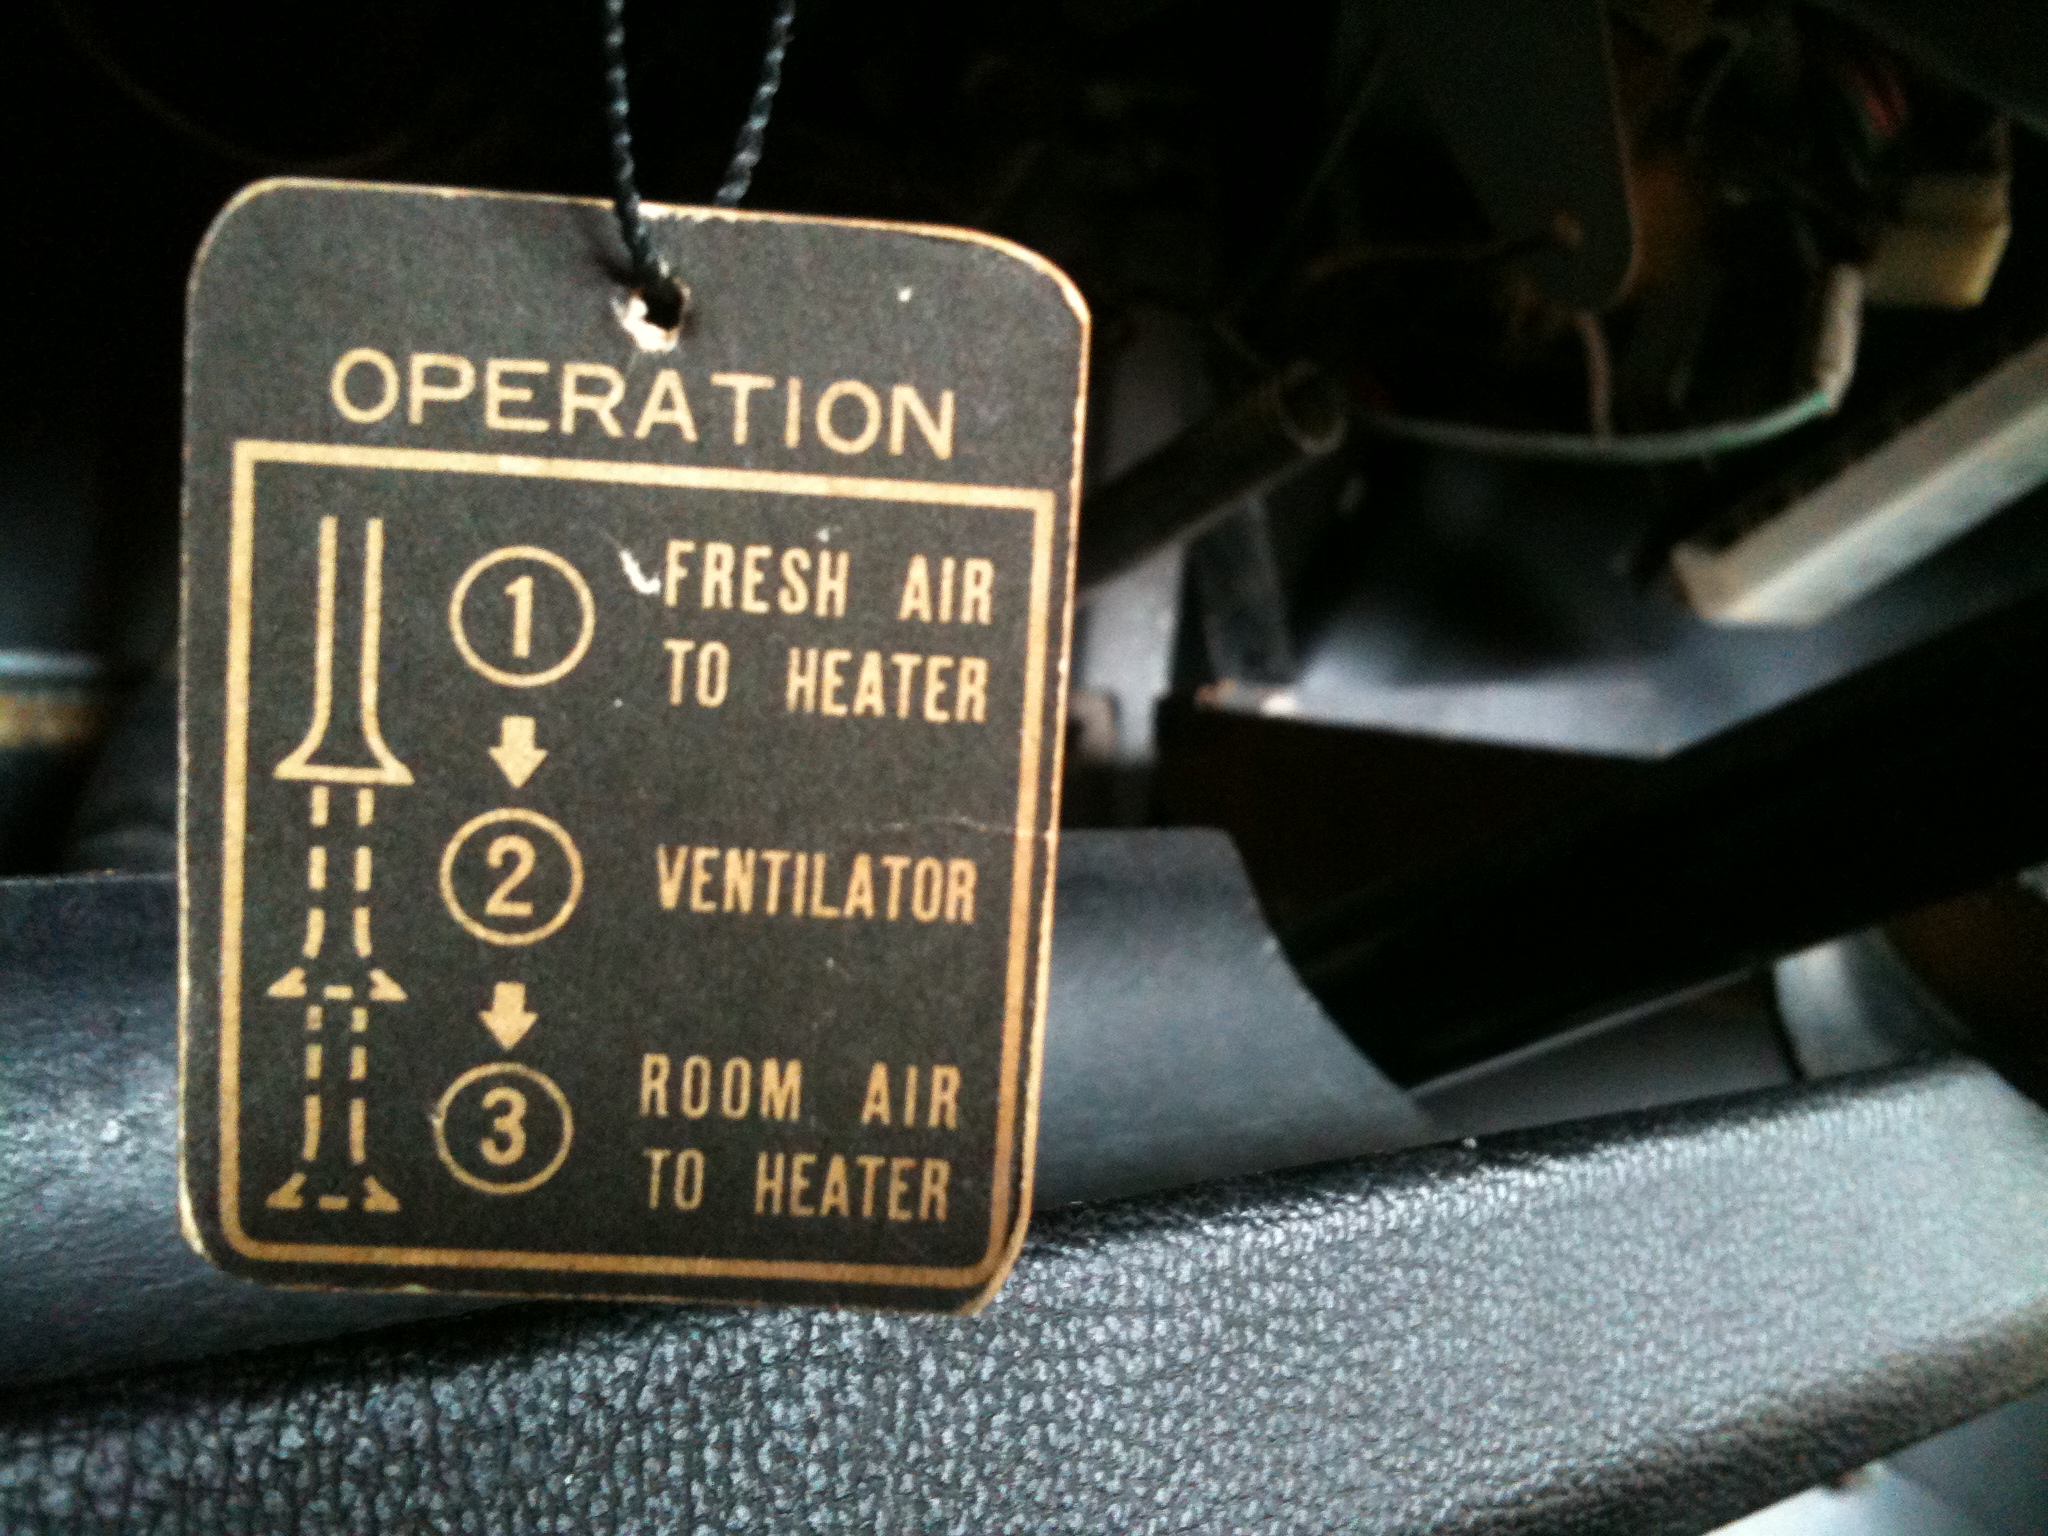 OPERATION
1 FRESH AIR
TO HEATER
2 VENTILATOR
3 ROOM AIR
TO HEATER